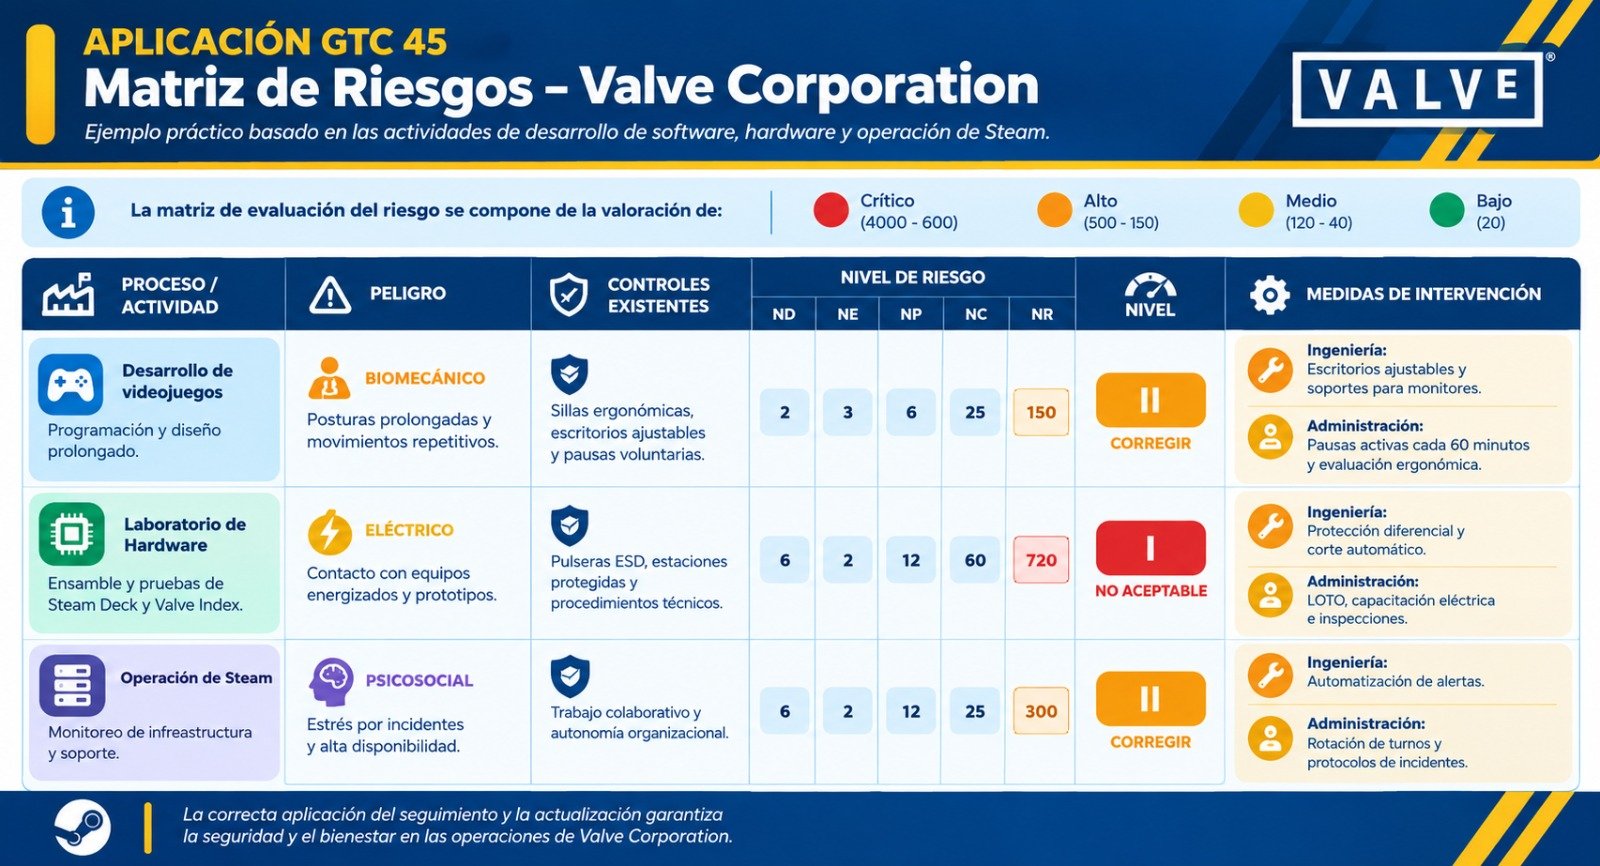 APLICACIÓN GTC 45
Matriz de Riesgos – Valve Corporation
Ejemplo práctico basado en las actividades de desarrollo de software, hardware y operación de Steam.
VALVE®
La matriz de evaluación del riesgo se compone de la valoración de:
Crítico
(4000 - 600)
Alto
(500 - 150)
Medio
(120 - 40)
Bajo
(20)
PROCESO /
ACTIVIDAD
PELIGRO
CONTROLES
EXISTENTES
NIVEL DE RIESGO
ND NE NP NC NR
NIVEL
MEDIDAS DE INTERVENCIÓN
Desarrollo de
videojuegos
Programación y diseño
prolongado.
BIOMECÁNICO
Posturas prolongadas y
movimientos repetitivos.
Sillas ergonómicas,
escritorios ajustables
y pausas voluntarias.
2 3 6 25 150
II
CORREGIR
Ingeniería:
Escritorios ajustables y
soportes para monitores.
Administración:
Pausas activas cada 60 minutos
y evaluación ergonómica.
Laboratorio de
Hardware
Ensamble y pruebas de
Steam Deck y Valve Index.
ELÉCTRICO
Contacto con equipos
energizados y prototipos.
Pulseras ESD, estaciones
protegidas y
procedimientos técnicos.
6 2 12 60 720
I
NO ACEPTABLE
Ingeniería:
Protección diferencial y
corte automático.
Administración:
LOTO, capacitación eléctrica
e inspecciones.
Operación de Steam
Monitoreo de infraestructura
y soporte.
PSICOSOCIAL
Estrés por incidentes
y alta disponibilidad.
Trabajo colaborativo y
autonomía organizacional.
6 2 12 25 300
II
CORREGIR
Ingeniería:
Automatización de alertas.
Administración:
Rotación de turnos y
protocolos de incidentes.
La correcta aplicación del seguimiento y la actualización garantiza
la seguridad y el bienestar en las operaciones de Valve Corporation.